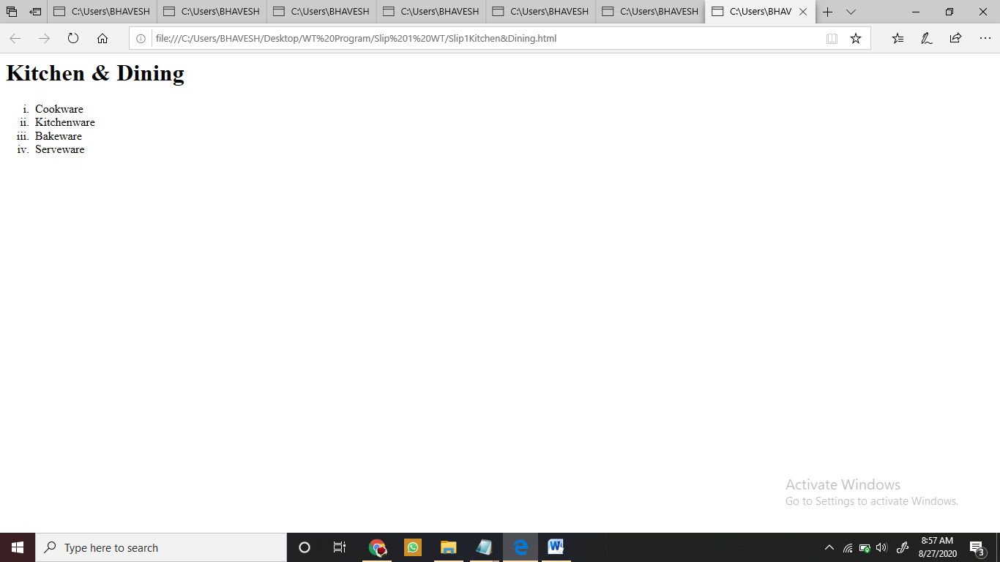 C:\Users\BHAVESH C:\Users\BHAVESH C:\Users\BHAVESH C:\Users\BHAVESH C:\Users\BHAVESH C:\Users\BHAVESH C:\Users\BHAV
file:///C:/Users/BHAVESH/Desktop/WT%20Program/Slip%201%20WT/Slip1Kitchen&Dining.html
Kitchen & Dining
i. Cookware
ii. Kitchenware
iii. Bakeware
iv. Serveware
Activate Windows
Go to Settings to activate Windows.
Type here to search
8:57 AM
8/27/2020
3